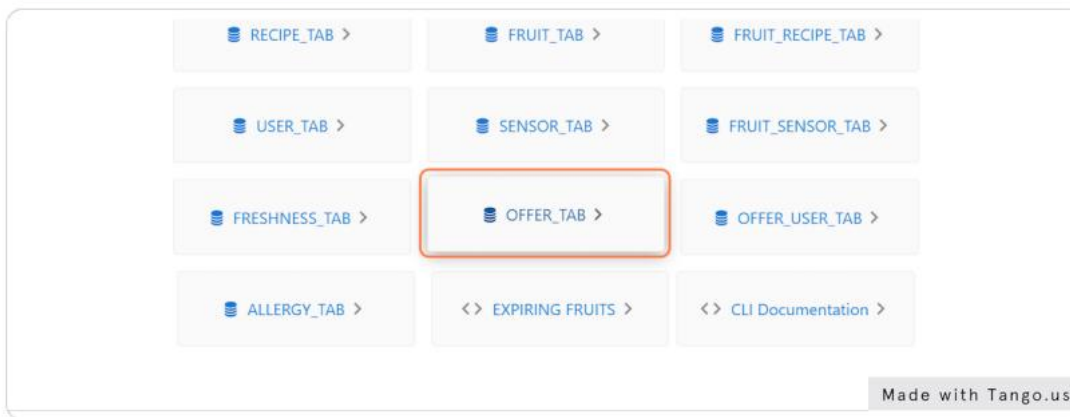 RECIPE_TAB > FRUIT_TAB > FRUIT_RECIPE_TAB >
USER_TAB > SENSOR_TAB > FRUIT_SENSOR_TAB >
FRESHNESS_TAB > OFFER_TAB > OFFER_USER_TAB >
ALLERGY_TAB > <> EXPIRING FRUITS > <> CLI Documentation >
Made with Tango.us